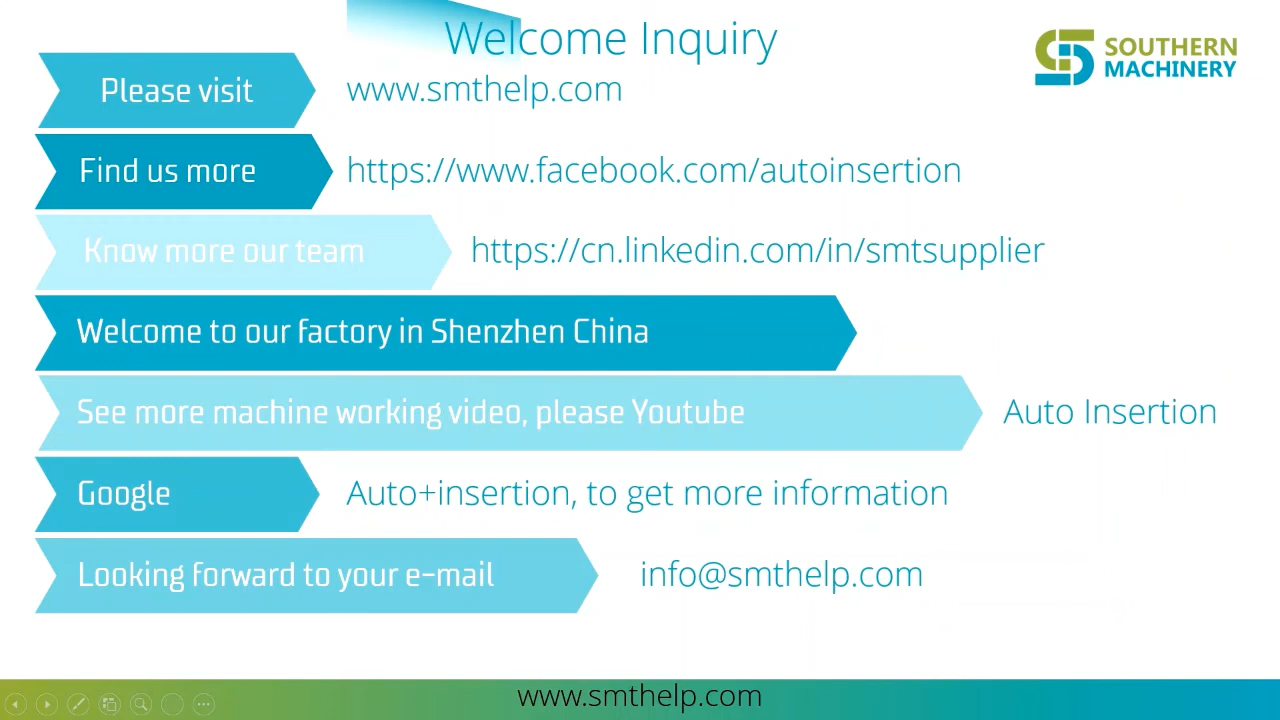 Welcome Inquiry
SOUTHERN
MACHINERY
Please visit
www.smthelp.com
Find us more
https://www.facebook.com/autoinsertion
Know more our team
https://cn.linkedin.com/in/smtsupplier
Welcome to our factory in Shenzhen China
See more machine working video, please Youtube
Auto Insertion
Google
Auto+insertion, to get more information
Looking forward to your e-mail
info@smthelp.com
www.smthelp.com